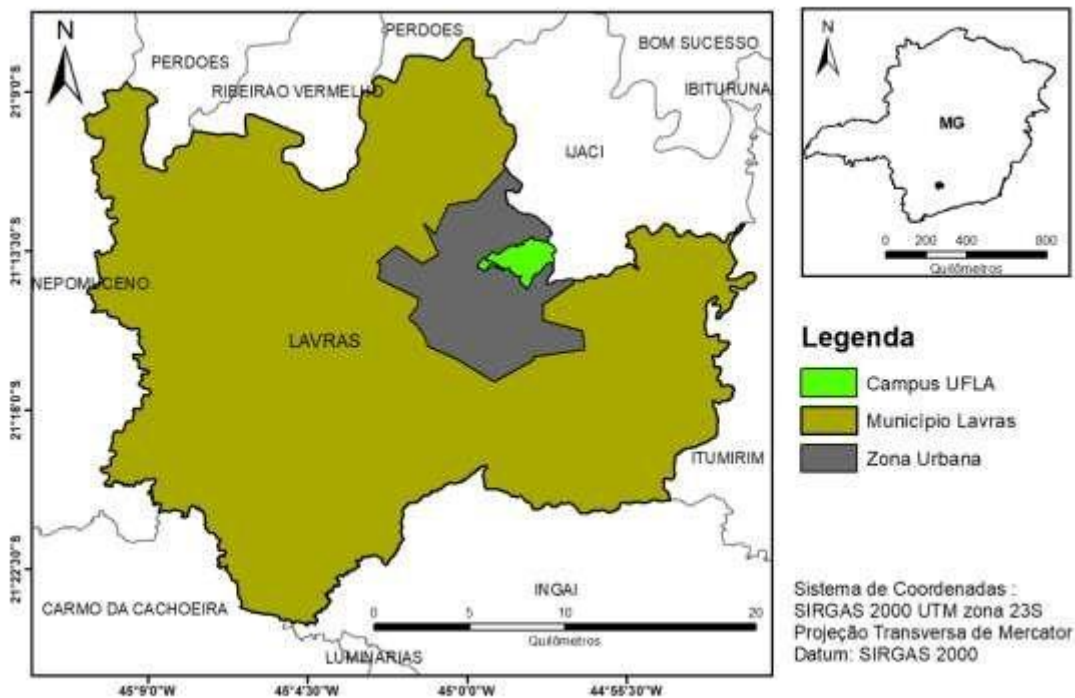 N
PERDOES
PERDOES
BOM SUCESSO
RIBEIRAO VERMELHO
IBITURUNA
IJACI
NEPOMUCENO
LAVRAS
ITUMIRIM
INGAI
CARMO DA CACHOEIRA
LUMINARIAS
0 5 10 20
Quilômetros
21°9'0"S
21°13'30"S
21°18'0"S
21°22'30"S
45°9'0"W
45°4'30"W
45°0'0"W
44°55'30"W
N
MG
0 200 400 800
Quilômetros
Legenda
Campus UFLA
Município Lavras
Zona Urbana
Sistema de Coordenadas :
SIRGAS 2000 UTM zona 23S
Projeção Transversa de Mercator
Datum: SIRGAS 2000